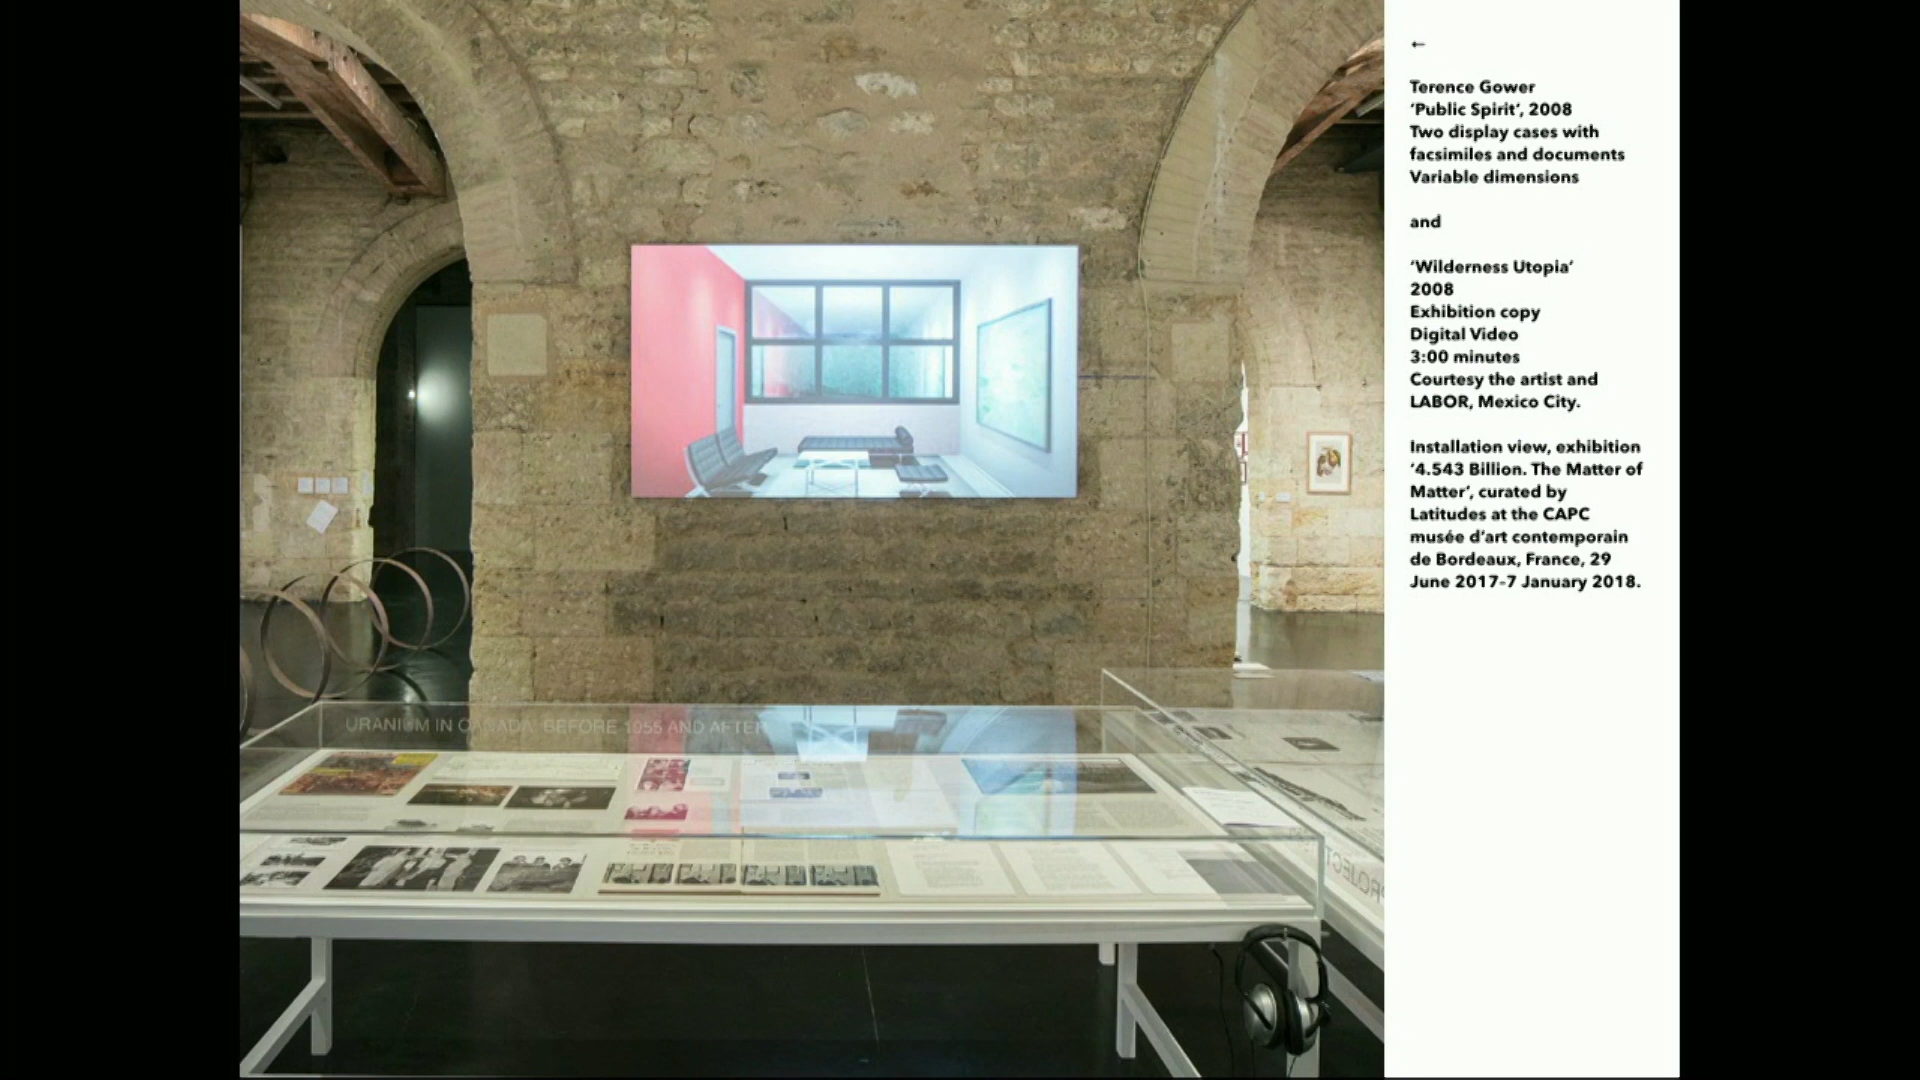 ←
Terence Gower
‘Public Spirit’, 2008
Two display cases with
facsimiles and documents
Variable dimensions
and
‘Wilderness Utopia’
2008
Exhibition copy
Digital Video
3:00 minutes
Courtesy the artist and
LABOR, Mexico City.
Installation view, exhibition
‘4.543 Billion. The Matter of
Matter’, curated by
Latitudes at the CAPC
musée d’art contemporain
de Bordeaux, France, 29
June 2017–7 January 2018.
URANIUM IN CANADA: BEFORE 1955 AND AFTER